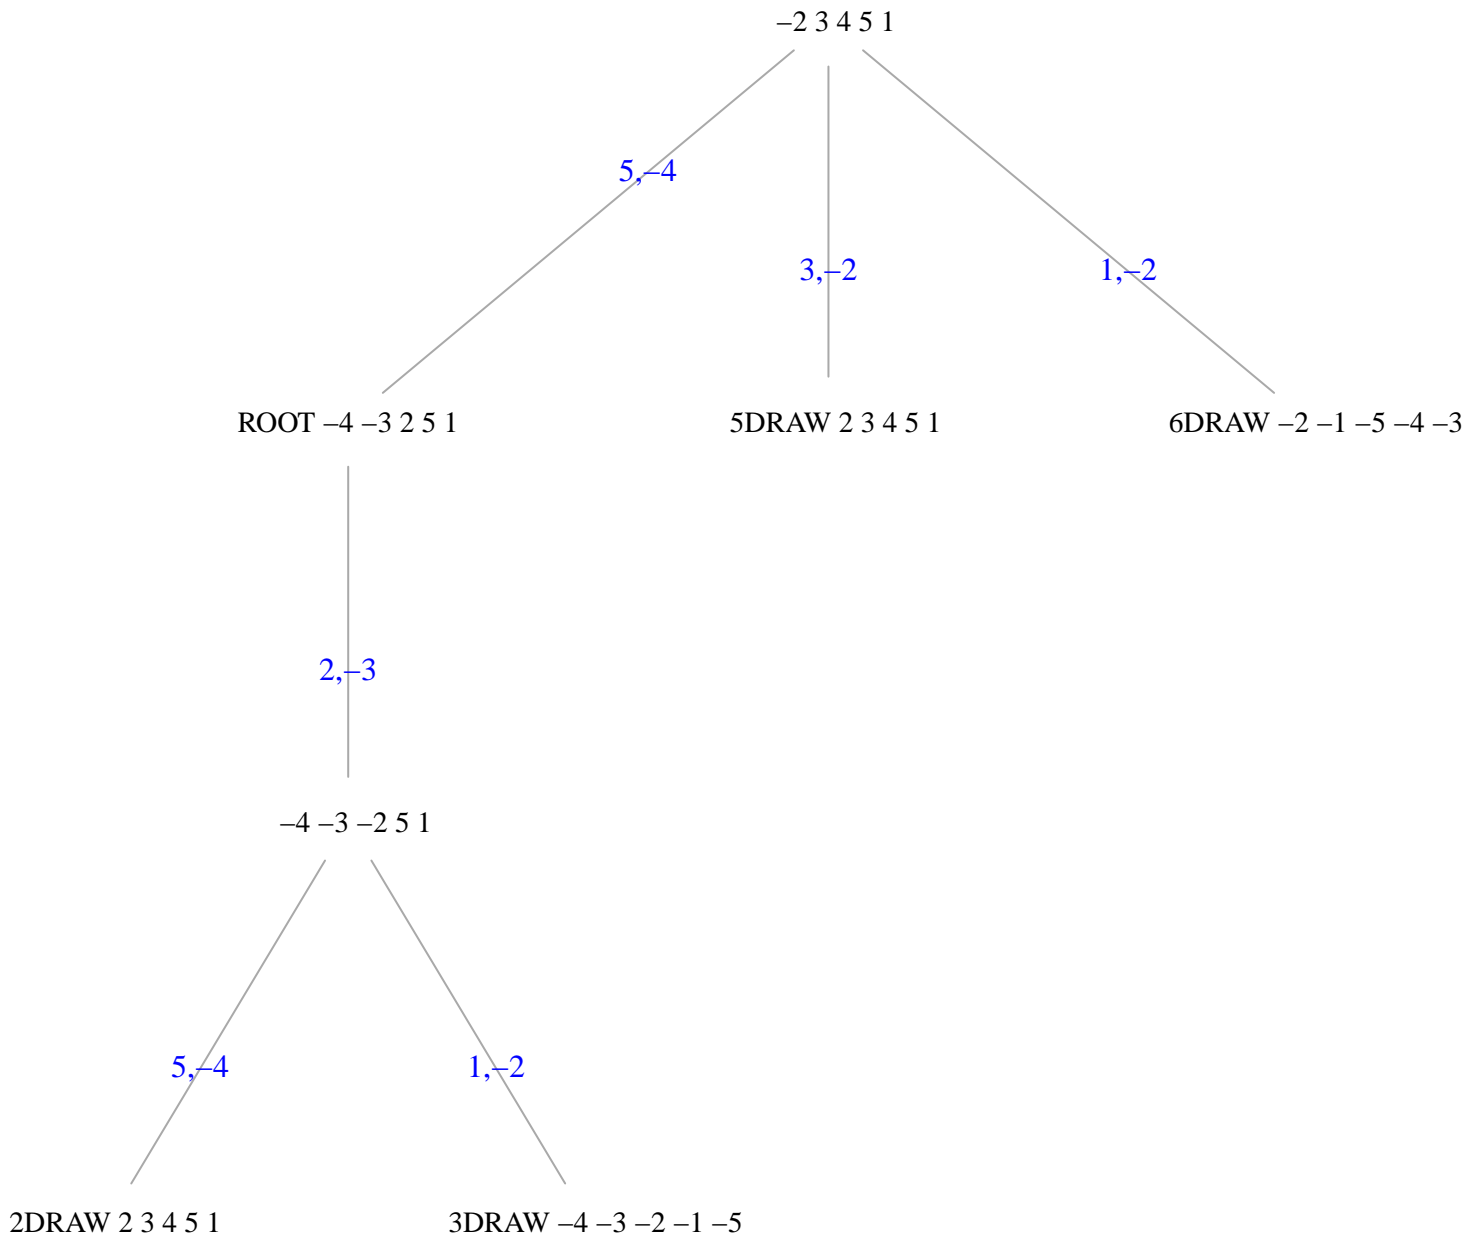 –2 3 4 5 1
5,–4
3,–2
1,–2
ROOT –4 –3 2 5 1
5DRAW 2 3 4 5 1
6DRAW –2 –1 –5 –4 –3
2,–3
–4 –3 –2 5 1
5,–4
1,–2
2DRAW 2 3 4 5 1
3DRAW –4 –3 –2 –1 –5